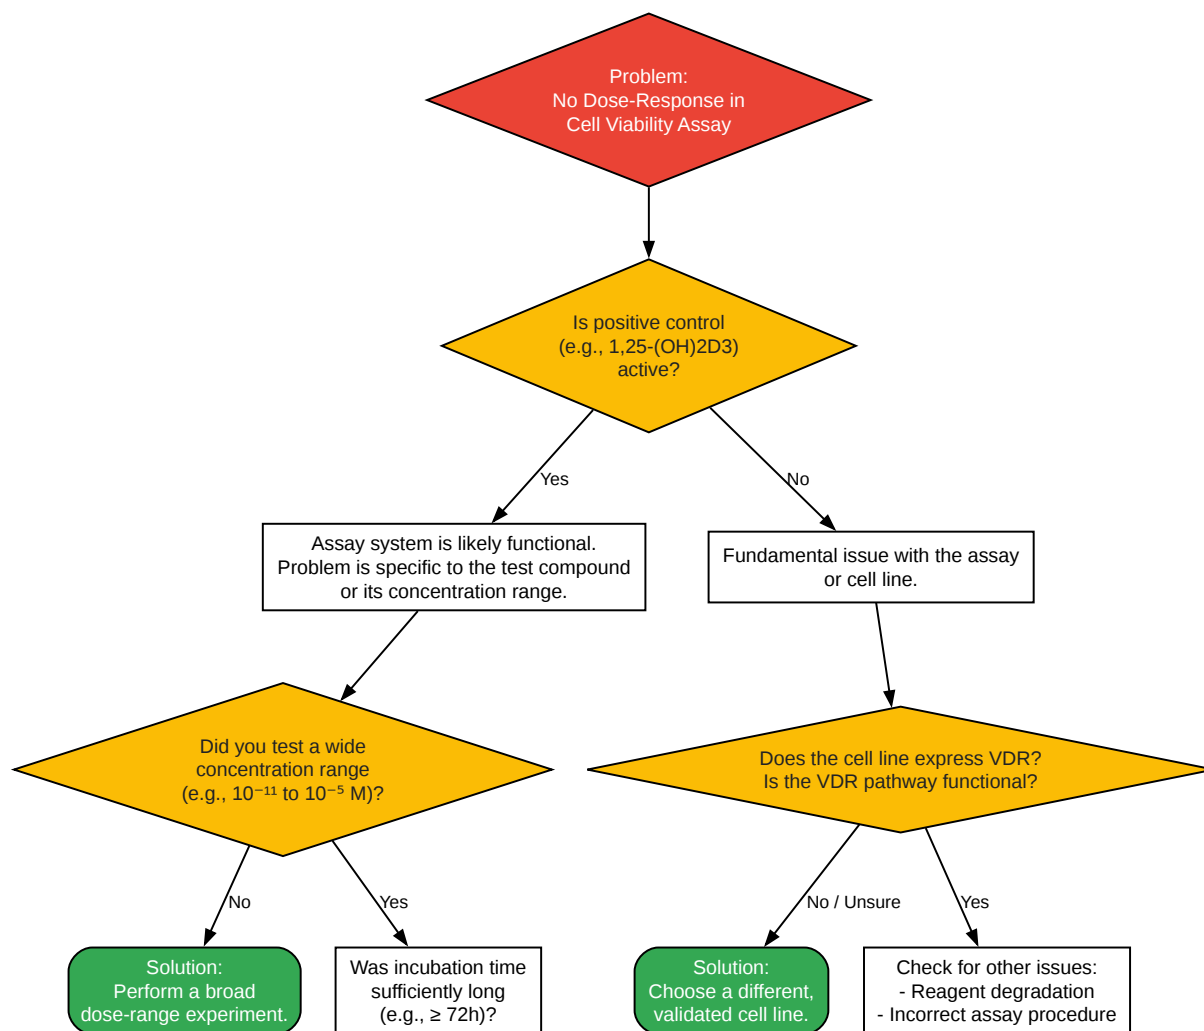 Problem:
No Dose-Response in
Cell Viability Assay
Is positive control
(e.g., 1,25-(OH)2D3)
active?
Yes
No
Assay system is likely functional.
Problem is specific to the test compound
or its concentration range.
Fundamental issue with the assay
or cell line.
Did you test a wide
concentration range
(e.g., 10⁻¹¹ to 10⁻⁵ M)?
Does the cell line express VDR?
Is the VDR pathway functional?
No
Yes
No / Unsure
Yes
Solution:
Perform a broad
dose-range experiment.
Was incubation time
sufficiently long
(e.g., ≥ 72h)?
Solution:
Choose a different,
validated cell line.
Check for other issues:
- Reagent degradation
- Incorrect assay procedure